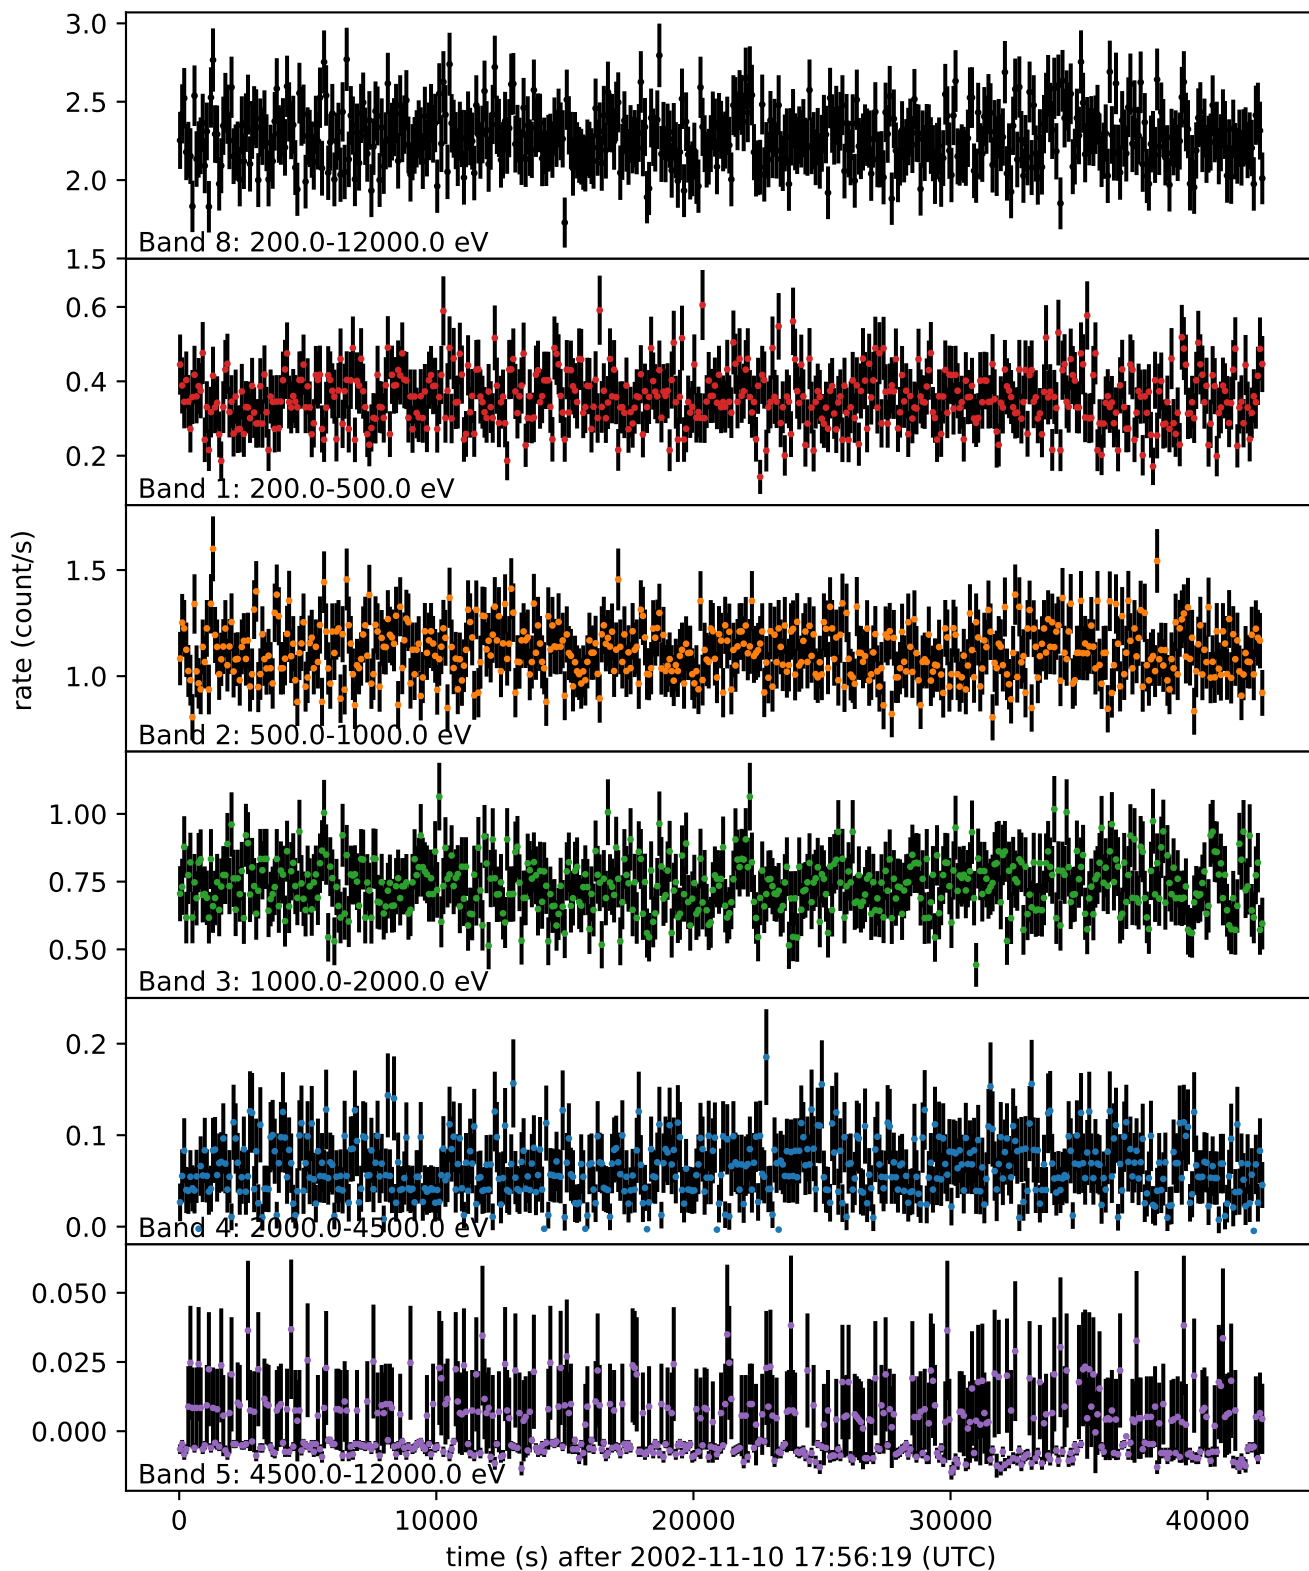 3.0
2.5
2.0
1.5
Band 8: 200.0-12000.0 eV
0.6
0.4
0.2
Band 1: 200.0-500.0 eV
rate (count/s)
1.5
1.0
Band 2: 500.0-1000.0 eV
1.00
0.75
0.50
Band 3: 1000.0-2000.0 eV
0.2
0.1
0.0
Band 4: 2000.0-4500.0 eV
0.050
0.025
0.000
Band 5: 4500.0-12000.0 eV
0 10000 20000 30000 40000
time (s) after 2002-11-10 17:56:19 (UTC)